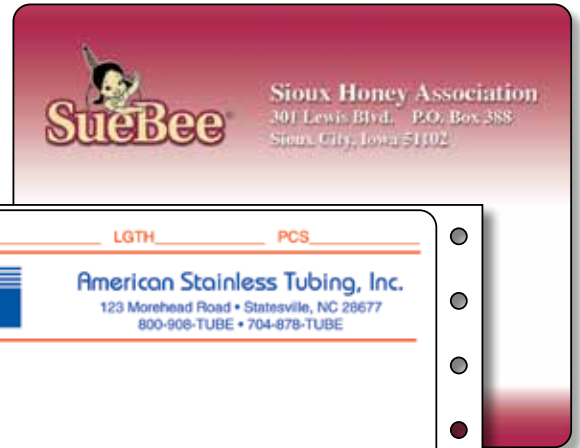 SueBee®
Sioux Honey Association
301 Lewis Blvd. P.O. Box 388
Sioux City, Iowa 51102
LGTH PCS
American Stainless Tubing, Inc.
123 Morehead Road • Statesville, NC 28677
800-908-TUBE • 704-878-TUBE